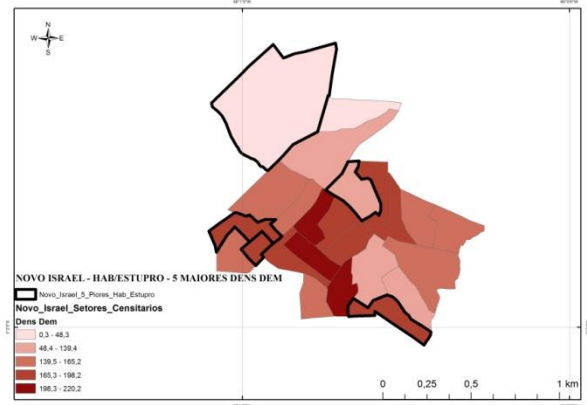 N
W E
S
NOVO ISRAEL - HAB/ESTUPRO - 5 MAIORES DENS DEM
Novo_Israel_5_Piores_Hab_Estupro
Novo_Israel_Setores_Censitarios
Dens Dem
0,3 - 48,3
48,4 - 139,4
139,5 - 165,2
165,3 - 198,2
198,3 - 220,2
0 0,25 0,5 1 km